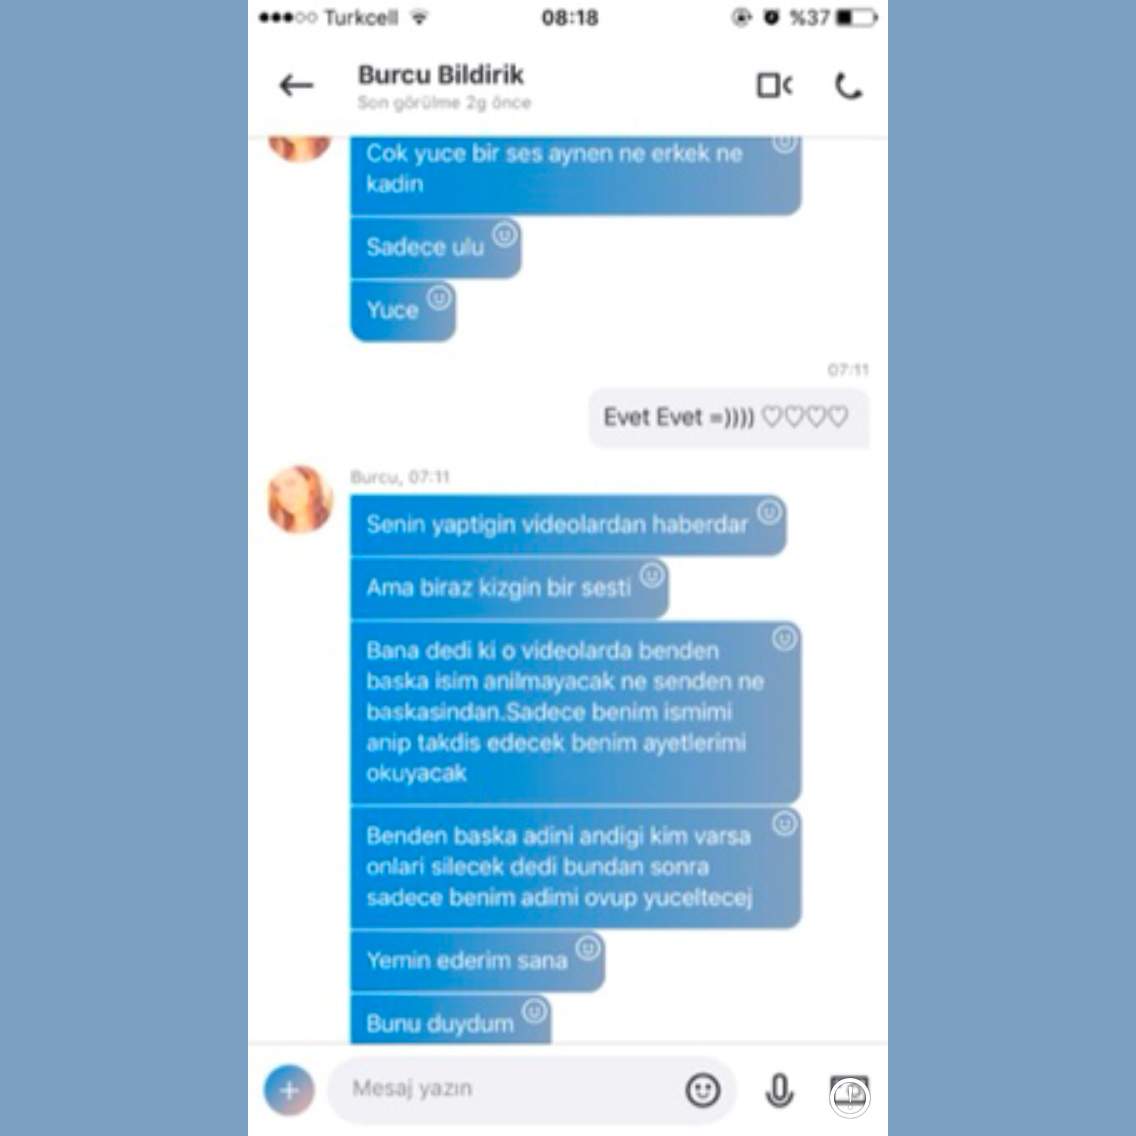 Turkcell 08:18 %37
Burcu Bildirik
Son görülme 2g önce
Cok yuce bir ses aynen ne erkek ne
kadin
Sadece ulu
Yuce
07:11
Evet Evet =)))) ♡♡♡♡
Burcu, 07:11
Senin yaptigin videolardan haberdar
Ama biraz kizgin bir sesti
Bana dedi ki o videolarda benden
baska isim anilmayacak ne senden ne
baskasindan.Sadece benim ismimi
anip takdis edecek benim ayetlerimi
okuyacak
Benden baska adini andigi kim varsa
onlari silecek dedi bundan sonra
sadece benim adimi ovup yuceltecej
Yemin ederim sana
Bunu duydum
Mesaj yazın